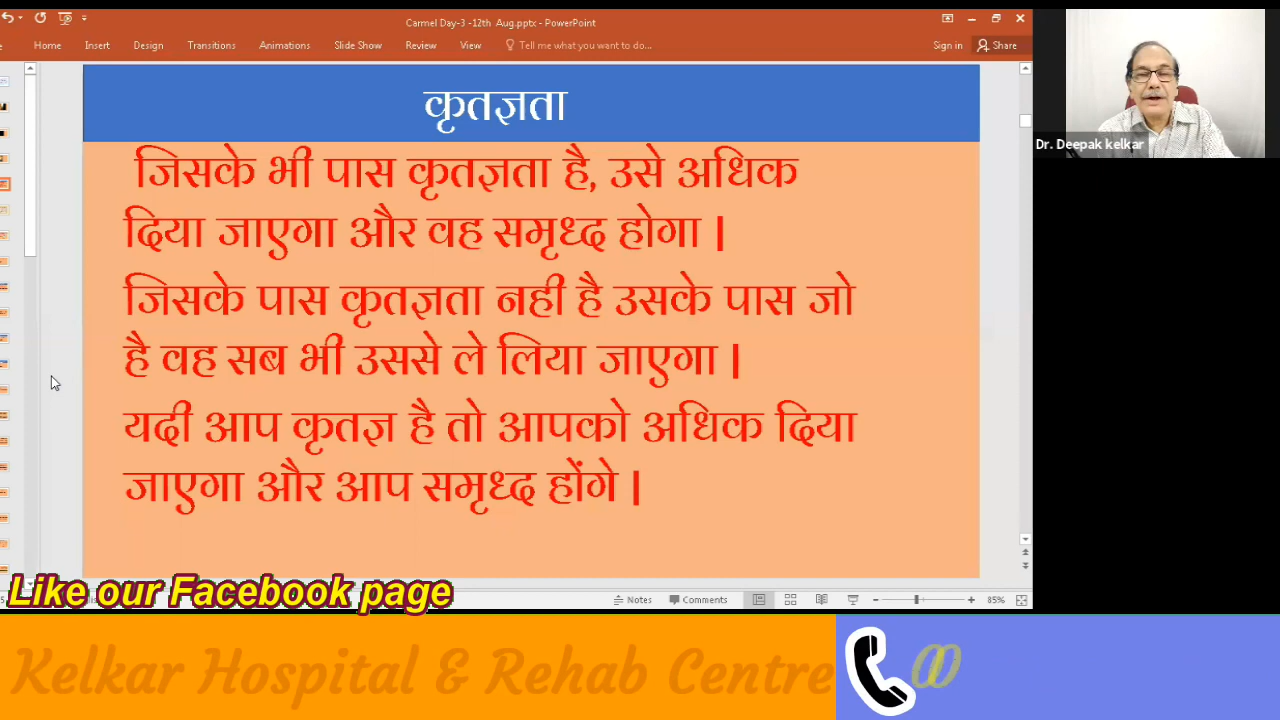 Carmel Day-3 -12th Aug.pptx - PowerPoint
Home Insert Design Transitions Animations Slide Show Review View Tell me what you want to do... Sign in Share
कृतज्ञता
जिसके भी पास कृतज्ञता है, उसे अधिक
दिया जाएगा और वह समृध्द होगा |
जिसके पास कृतज्ञता नही है उसके पास जो
है वह सब भी उससे ले लिया जाएगा |
यदी आप कृतज्ञ है तो आपको अधिक दिया
जाएगा और आप समृध्द होंगे |
Dr. Deepak kelkar
Like our Facebook page
Notes Comments 85%
Kelkar Hospital & Rehab Centre